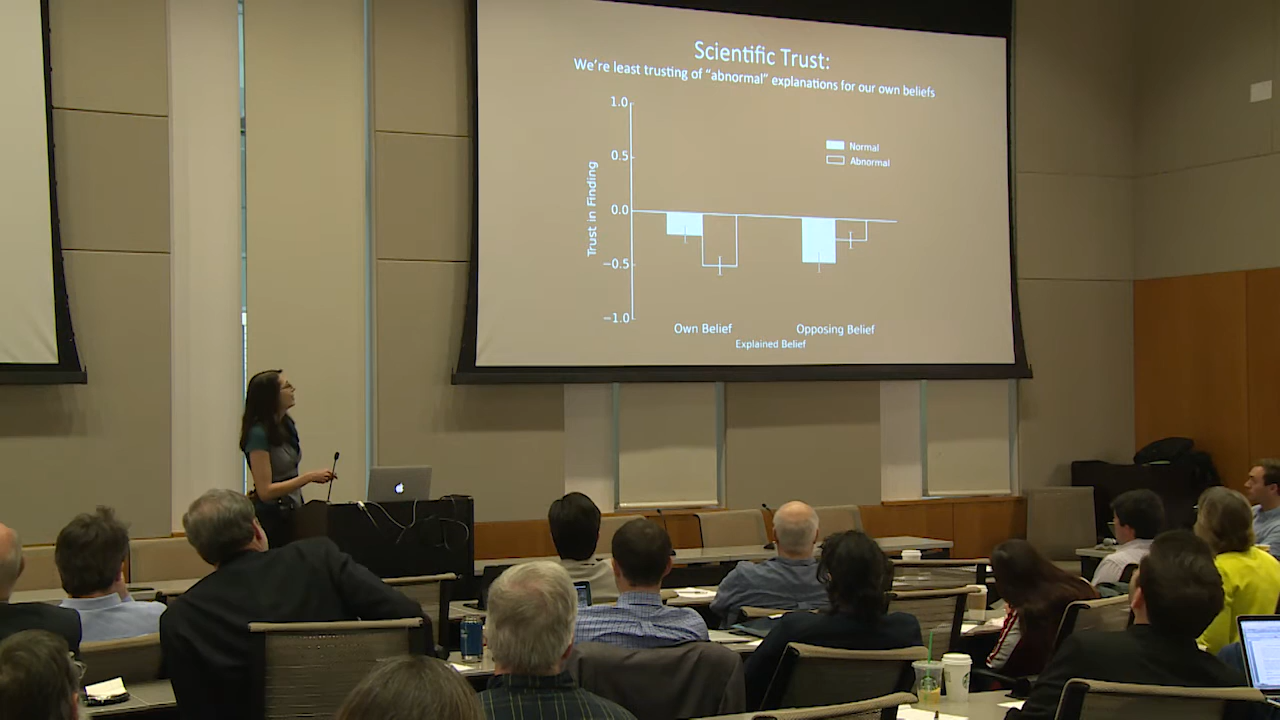 Scientific Trust:
We're least trusting of “abnormal” explanations for our own beliefs
1.0
0.5
0.0
−0.5
−1.0
Trust in Finding
Normal
Abnormal
Own Belief
Opposing Belief
Explained Belief